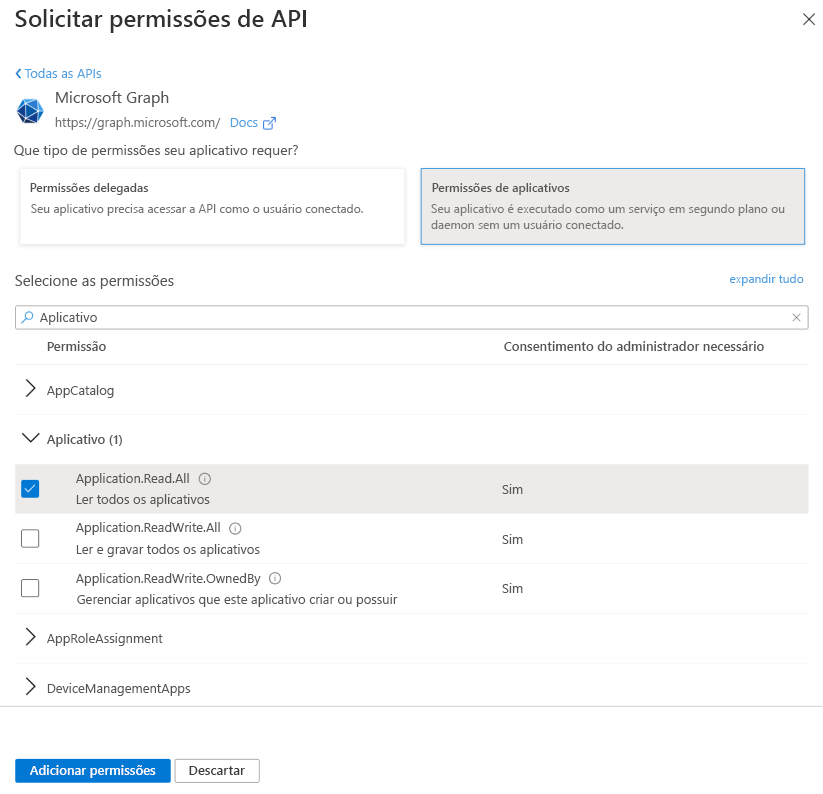 Solicitar permissões de API
Todas as APIs
Microsoft Graph
https://graph.microsoft.com/ Docs
Que tipo de permissões seu aplicativo requer?
Permissões delegadas
Seu aplicativo precisa acessar a API como o usuário conectado.
Permissões de aplicativos
Seu aplicativo é executado como um serviço em segundo plano ou
daemon sem um usuário conectado.
Selecione as permissões
expandir tudo
Aplicativo
Permissão
Consentimento do administrador necessário
AppCatalog
Aplicativo (1)
Application.Read.All
Ler todos os aplicativos
Sim
Application.ReadWrite.All
Ler e gravar todos os aplicativos
Sim
Application.ReadWrite.OwnedBy
Gerenciar aplicativos que este aplicativo criar ou possuir
Sim
AppRoleAssignment
DeviceManagementApps
Adicionar permissões
Descartar